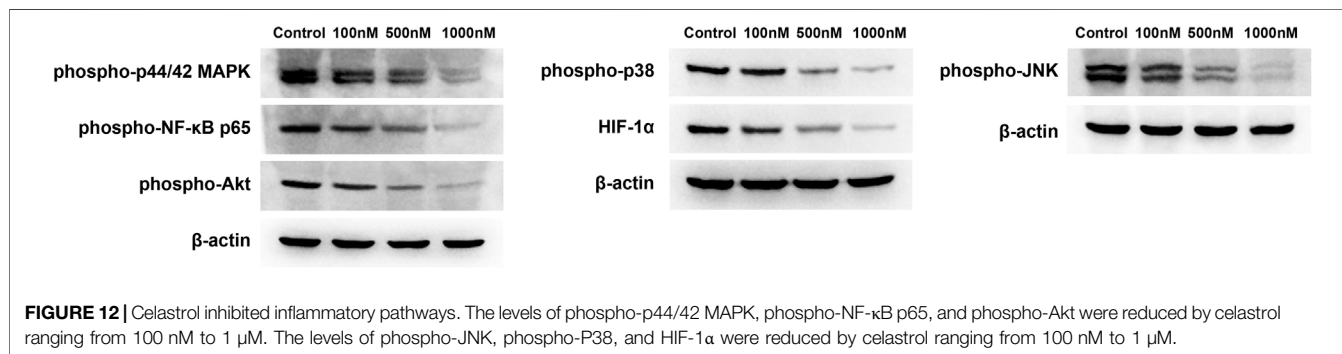 Control 100nM 500nM 1000nM
phospho-p44/42 MAPK
phospho-NF-κB p65
phospho-Akt
β-actin
Control 100nM 500nM 1000nM
phospho-p38
HIF-1α
β-actin
Control 100nM 500nM 1000nM
phospho-JNK
β-actin
FIGURE 12 | Celastrol inhibited inflammatory pathways. The levels of phospho-p44/42 MAPK, phospho-NF-κB p65, and phospho-Akt were reduced by celastrol
ranging from 100 nM to 1 μM. The levels of phospho-JNK, phospho-P38, and HIF-1α were reduced by celastrol ranging from 100 nM to 1 μM.